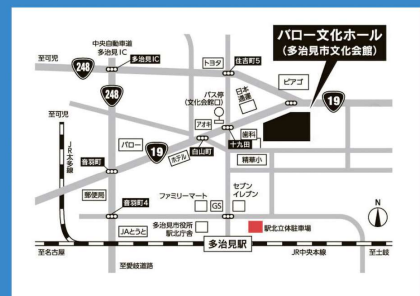 バロー文化ホール
(多治見市文化会館)
至可児
中央自動車道
多治見IC
多治見IC
トヨタ
住吉町5
248
248
ピアゴ
19
日本
通運
バス停
(文化会館口)
至可児
アオキ
歯科
十九田
精華小
バロー
白山町
19
ホテル
JR太多線
音羽町
郵便局
音羽町4
ファミリーマート
セブン
イレブン
GS
N
JAとうと
多治見市役所
駅北庁舎
多治見駅
駅北立体駐車場
至名古屋
JR中央本線
至土岐
至愛岐道路